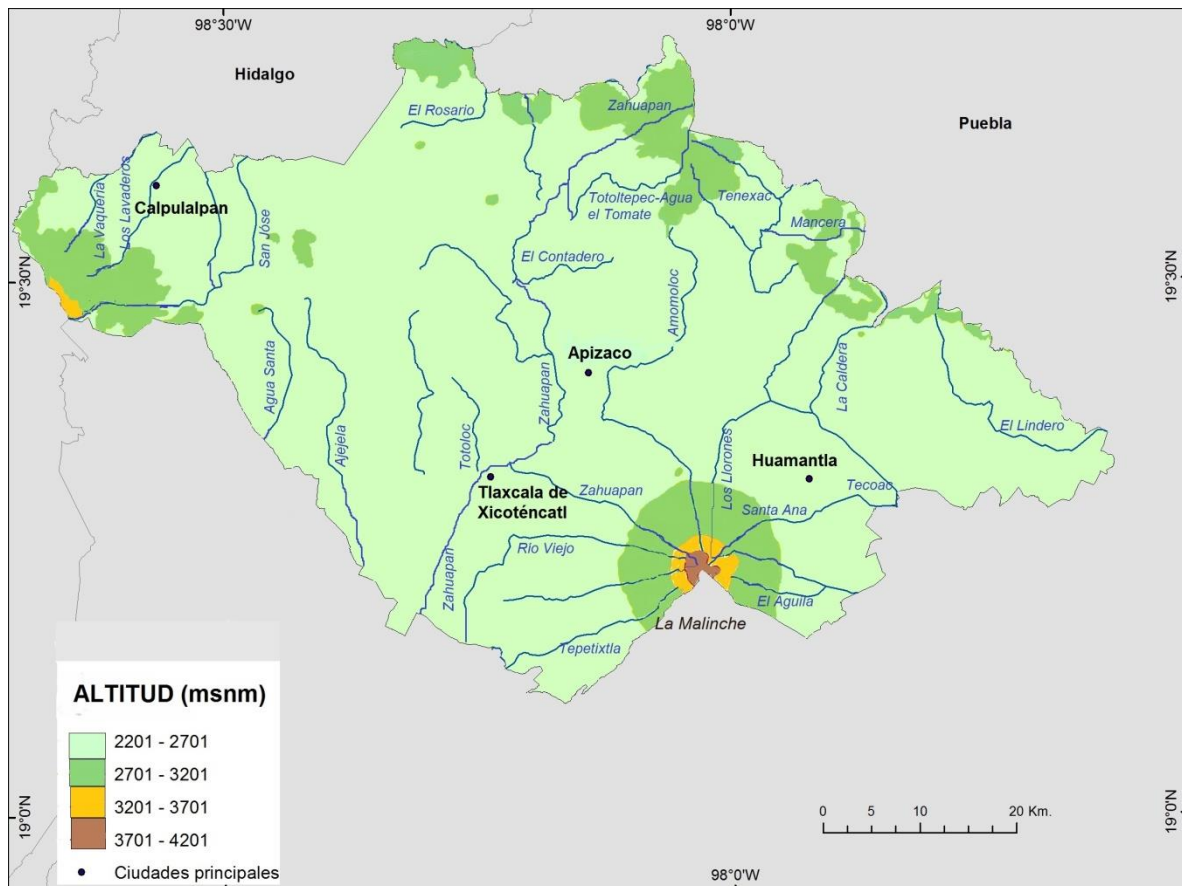 98°30'W
98°0'W
Hidalgo
Puebla
El Rosario
Zahuapan
La Vaquería
Los Lavaderos
Calpulalpan
San Jóse
Totoltepec-Agua
el Tomate
Tenexac
Mancera
19°30'N
19°30'N
El Contadero
Amomoloc
Apizaco
Zahuapan
La Caldera
Agua Santa
Ajejela
Totoloc
El Lindero
Los Llorones
Huamantla
Tlaxcala de
Xicoténcatl
Zahuapan
Tecoac
Santa Ana
Rio Viejo
Zahuapan
El Aguila
La Malinche
Tepetixtla
ALTITUD (msnm)
2201 - 2701
2701 - 3201
3201 - 3701
3701 - 4201
Ciudades principales
0 5 10 20 Km.
19°0'N
19°0'N
98°0'W